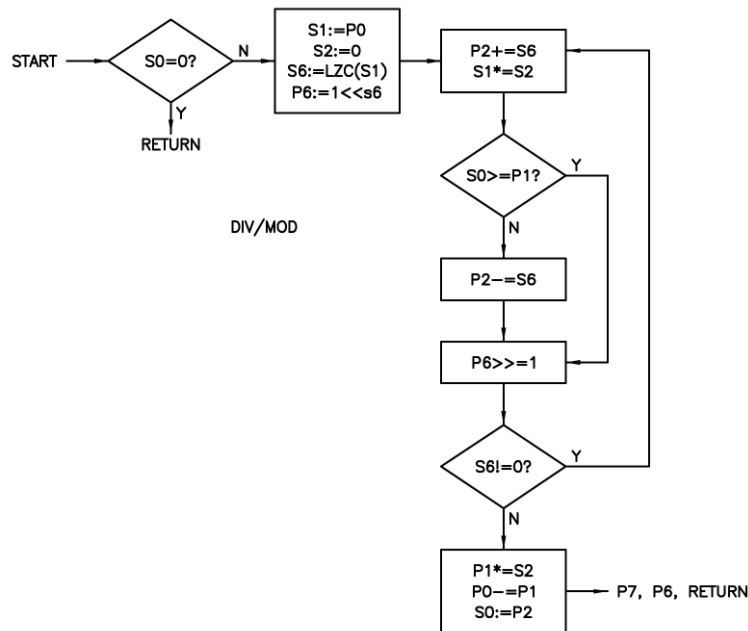 START
S0=0?
N
Y
RETURN
S1:=P0
S2:=0
S6:=LZC(S1)
P6:=1<<s6
P2+=S6
S1*=S2
S0>=P1?
Y
N
DIV/MOD
P2-=S6
P6>>=1
S6!=0?
Y
N
P1*=S2
P0-=P1
S0:=P2
P7, P6, RETURN